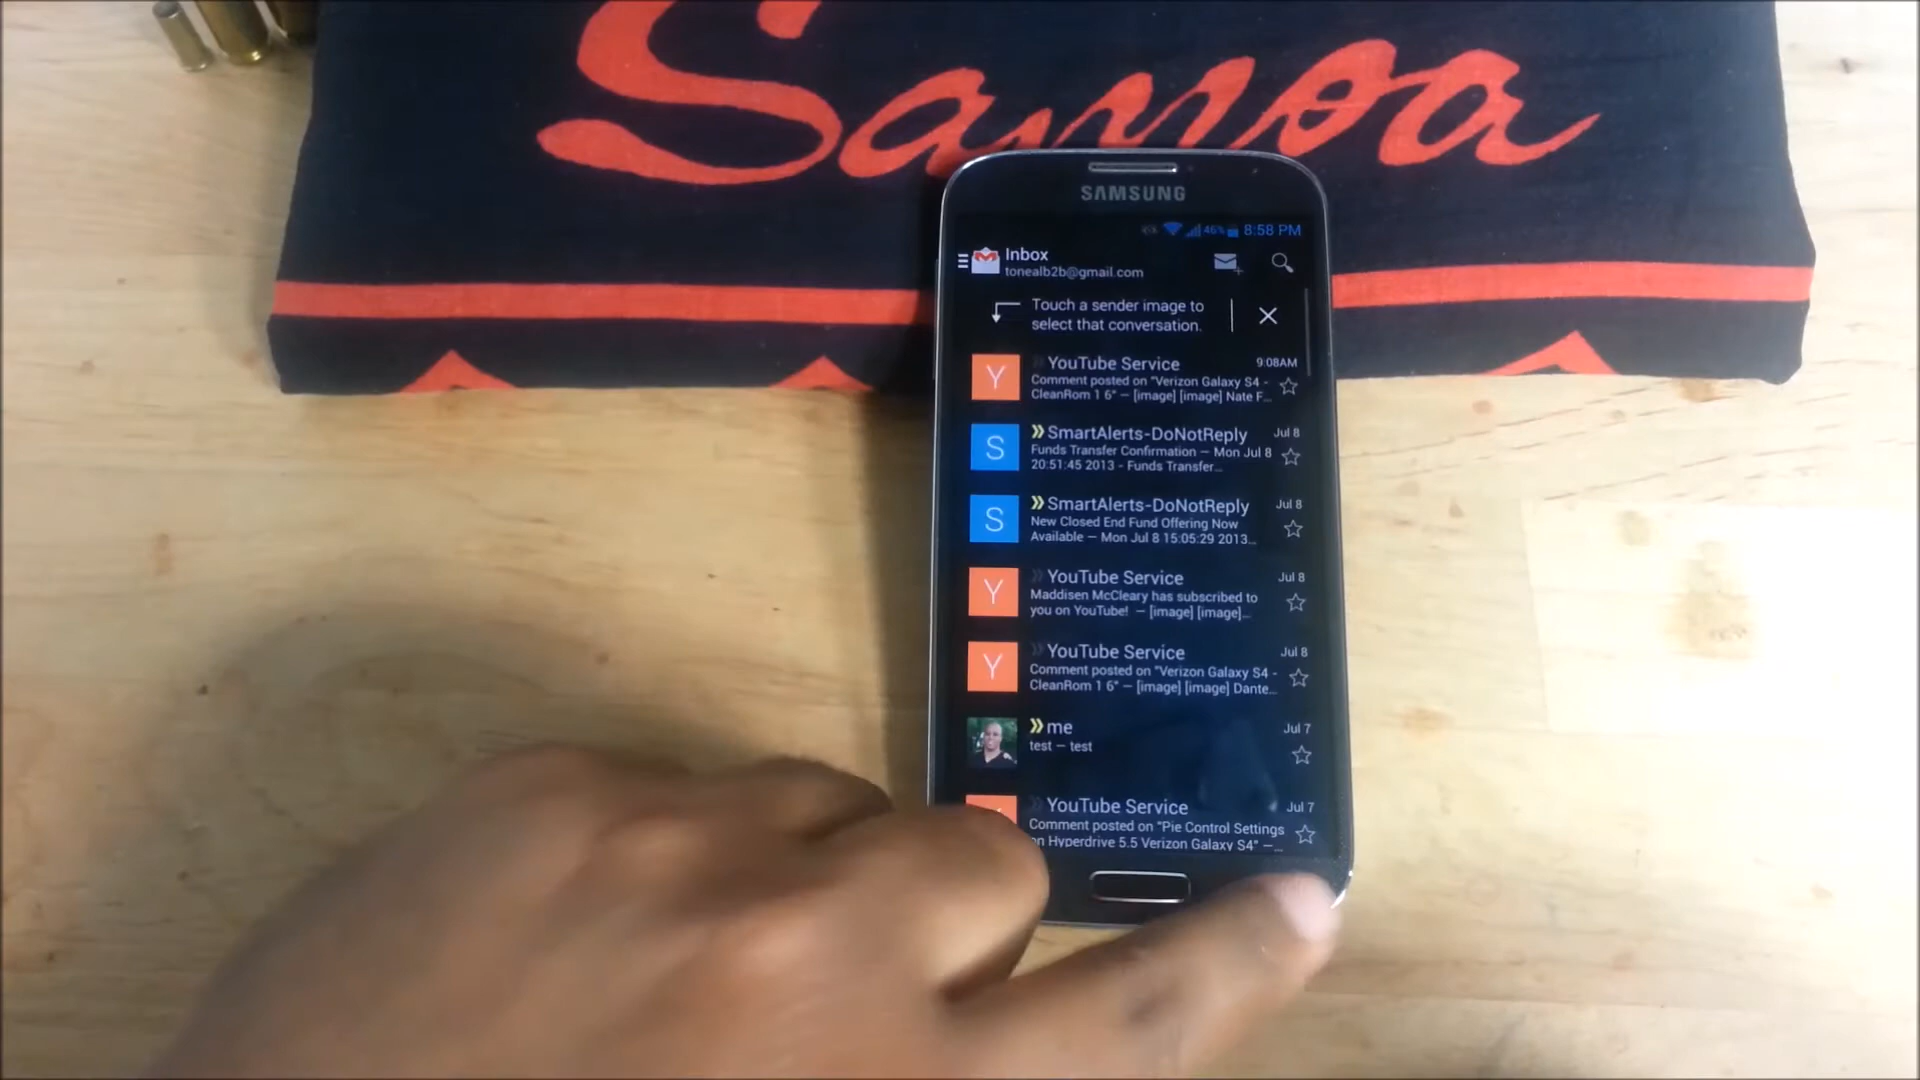 Samoa
SAMSUNG
46% 8:58 PM
Inbox
tonealb2b@gmail.com
Touch a sender image to
select that conversation.
Y YouTube Service 9:08AM
Comment posted on "Verizon Galaxy S4 -
CleanRom 1 6" – [image] [image] Nate F...
S SmartAlerts-DoNotReply Jul 8
Funds Transfer Confirmation – Mon Jul 8
20:51:45 2013 - Funds Transfer...
S SmartAlerts-DoNotReply Jul 8
New Closed End Fund Offering Now
Available – Mon Jul 8 15:05:29 2013...
Y YouTube Service Jul 8
Maddisen McCleary has subscribed to
you on YouTube! – [image] [image]...
Y YouTube Service Jul 8
Comment posted on "Verizon Galaxy S4 -
CleanRom 1 6" – [image] [image] Dante...
me Jul 7
test – test
YouTube Service Jul 7
Comment posted on "Pie Control Settings
on Hyperdrive 5.5 Verizon Galaxy S4" –...